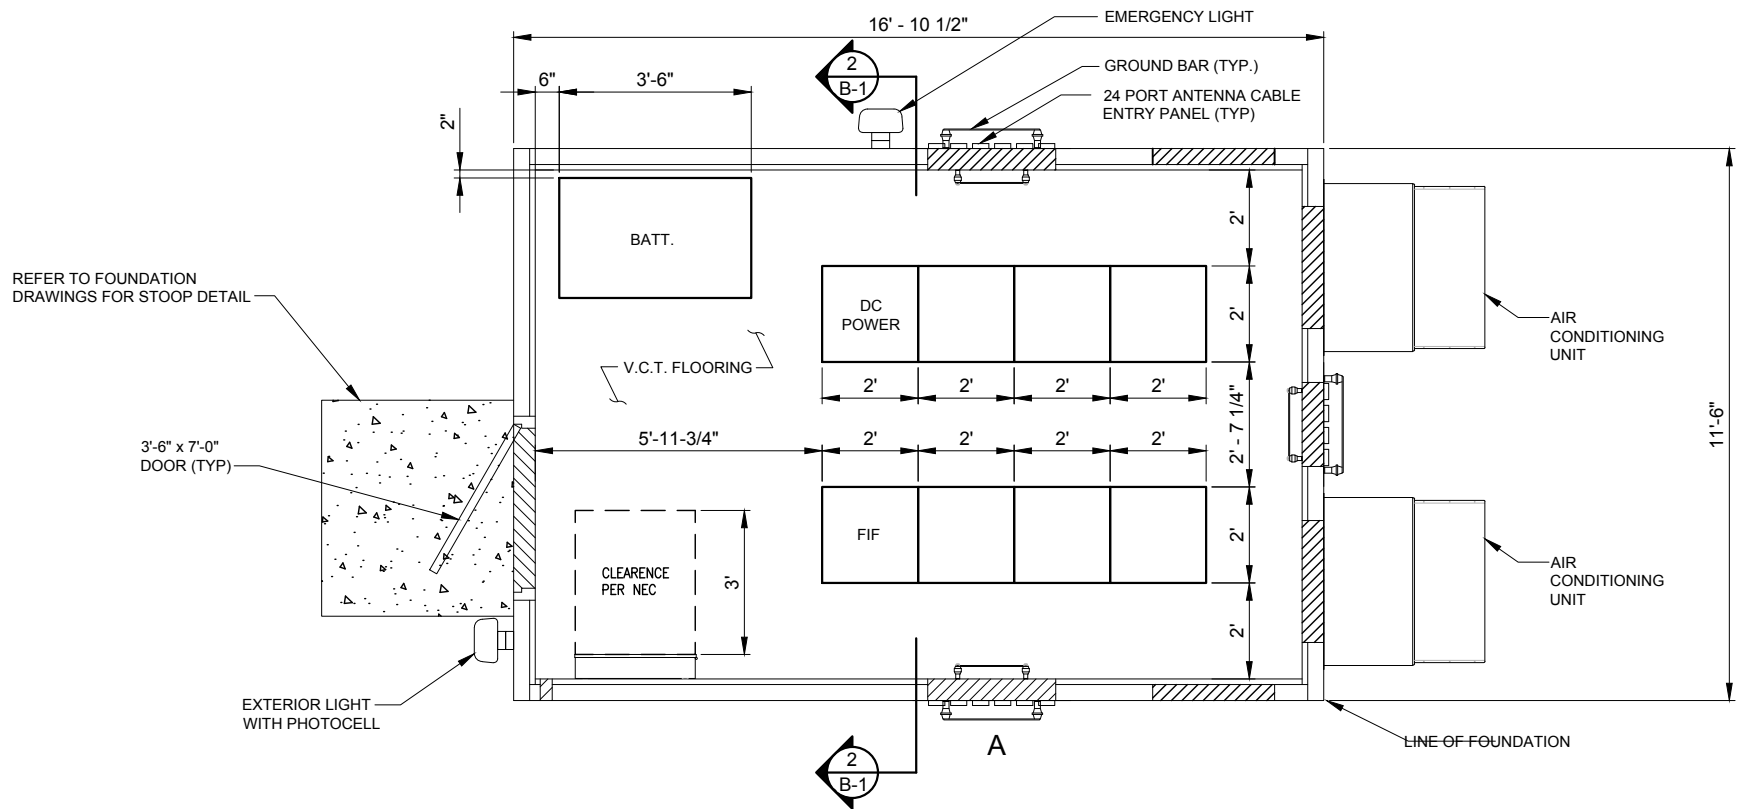 EMERGENCY LIGHT
16' - 10 1/2"
GROUND BAR (TYP.)
24 PORT ANTENNA CABLE
ENTRY PANEL (TYP)
2
B-1
6"
3'-6"
2"
BATT.
2'
REFER TO FOUNDATION
DRAWINGS FOR STOOP DETAIL
DC
POWER
2'
AIR
CONDITIONING
UNIT
V.C.T. FLOORING
2'
2'
2'
2'
2' - 7 1/4"
11'-6"
3'-6" x 7'-0"
DOOR (TYP)
5'-11-3/4"
2'
2'
2'
2'
FIF
2'
CLEARENCE
PER NEC
3'
AIR
CONDITIONING
UNIT
2'
EXTERIOR LIGHT
WITH PHOTOCELL
A
LINE OF FOUNDATION
2
B-1